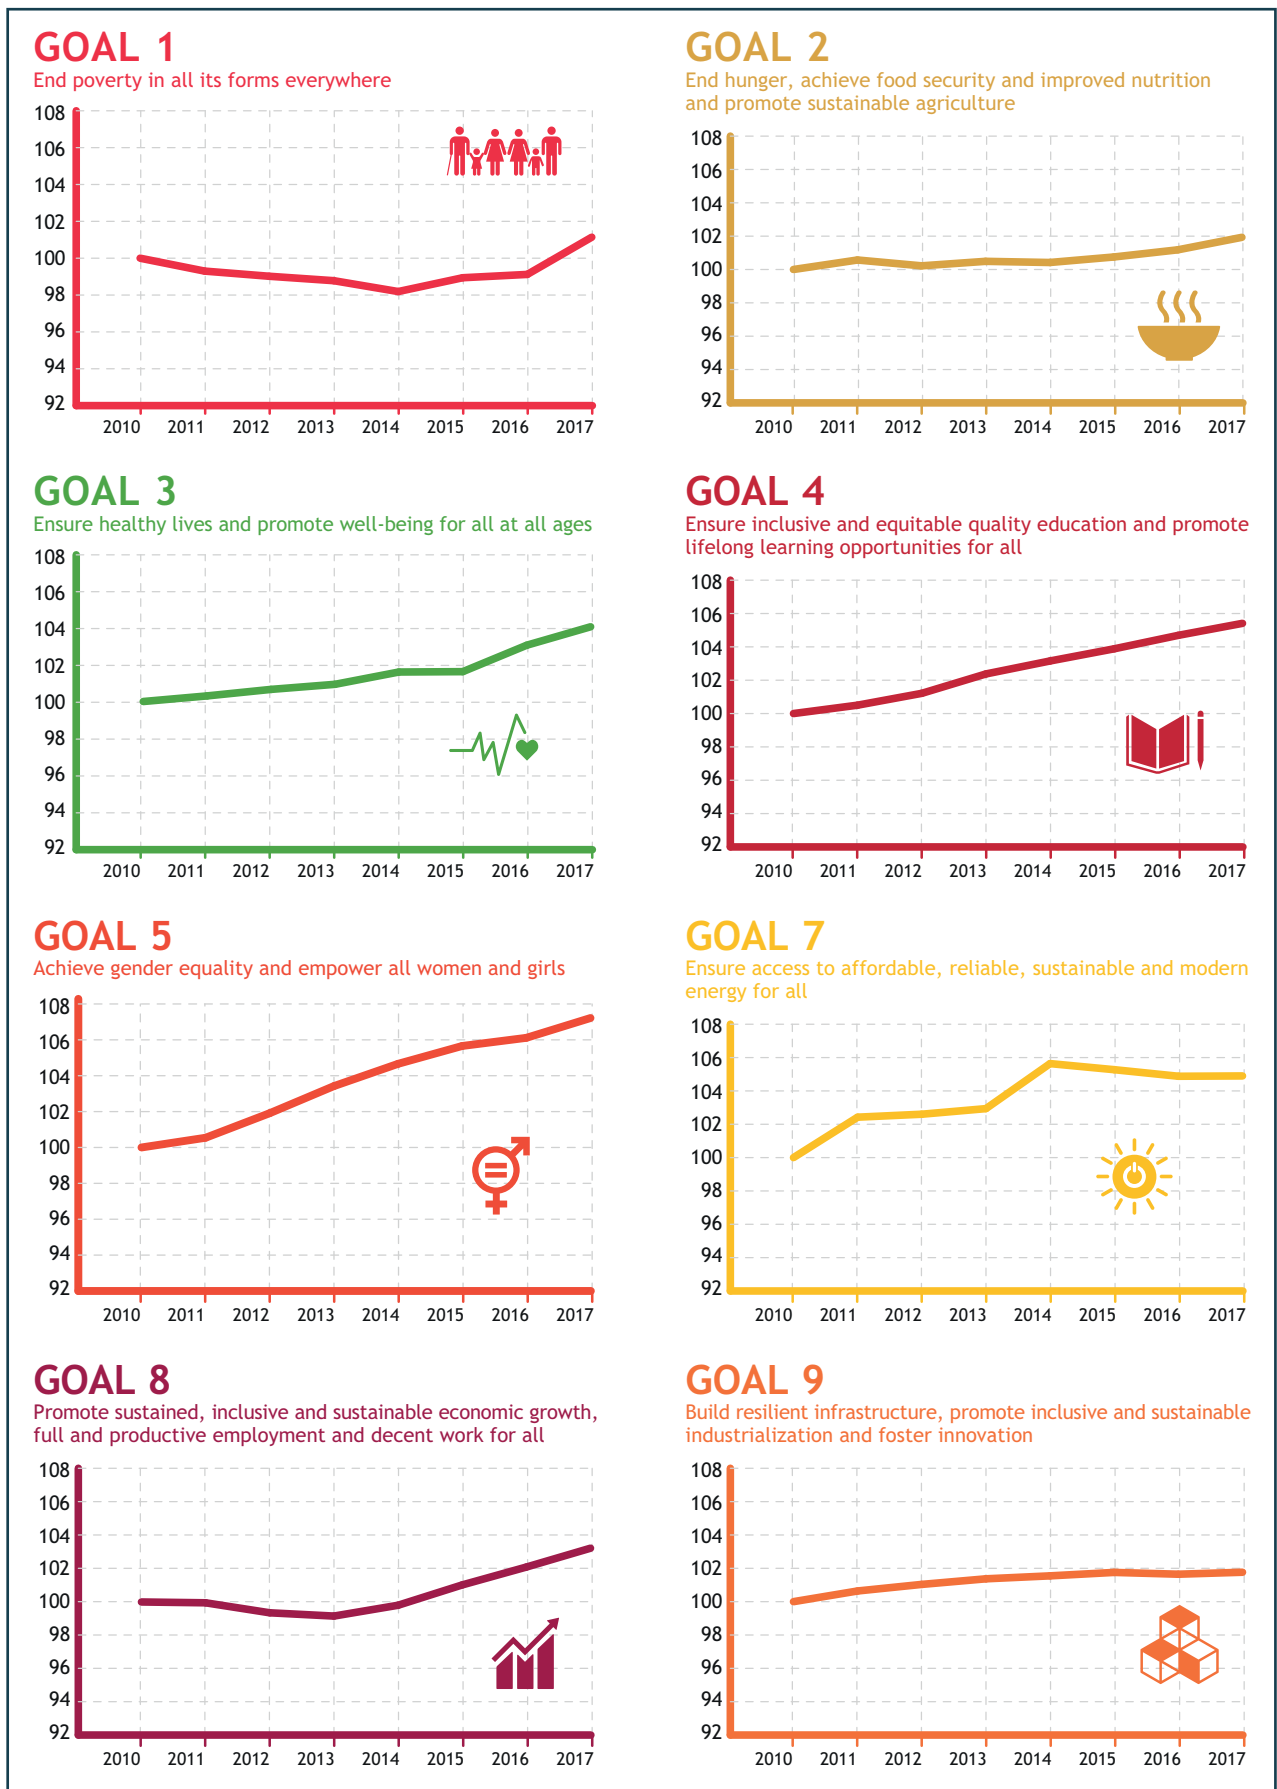 GOAL 1
End poverty in all its forms everywhere
108
106
104
102
100
98
96
94
92
2010 2011 2012 2013 2014 2015 2016 2017
GOAL 2
End hunger, achieve food security and improved nutrition
and promote sustainable agriculture
108
106
104
102
100
98
96
94
92
2010 2011 2012 2013 2014 2015 2016 2017
GOAL 3
Ensure healthy lives and promote well-being for all at all ages
108
106
104
102
100
98
96
94
92
2010 2011 2012 2013 2014 2015 2016 2017
GOAL 4
Ensure inclusive and equitable quality education and promote
lifelong learning opportunities for all
108
106
104
102
100
98
96
94
92
2010 2011 2012 2013 2014 2015 2016 2017
GOAL 5
Achieve gender equality and empower all women and girls
108
106
104
102
100
98
96
94
92
2010 2011 2012 2013 2014 2015 2016 2017
GOAL 7
Ensure access to affordable, reliable, sustainable and modern
energy for all
108
106
104
102
100
98
96
94
92
2010 2011 2012 2013 2014 2015 2016 2017
GOAL 8
Promote sustained, inclusive and sustainable economic growth,
full and productive employment and decent work for all
108
106
104
102
100
98
96
94
92
2010 2011 2012 2013 2014 2015 2016 2017
GOAL 9
Build resilient infrastructure, promote inclusive and sustainable
industrialization and foster innovation
108
106
104
102
100
98
96
94
92
2010 2011 2012 2013 2014 2015 2016 2017